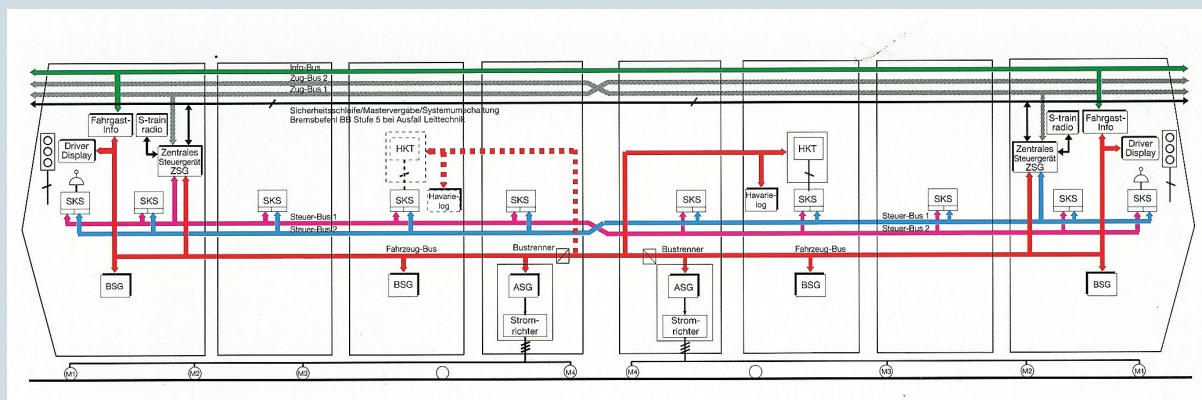 Info-Bus
Zug-Bus 2
Zug-Bus 1
Sicherheitsschleife/Mastervergabe/Systemumschaltung
Bremsbefehl BB Stufe 5 bei Ausfall Leittechnik
Fahrgast-
Info
S-train
radio
Driver
Display
Zentrales
Steuergerät
ZSG
HKT
Havarie-
log
HKT
Havarie-
log
S-train
radio
Fahrgast-
Info
Zentrales
Steuergerät
ZSG
Driver
Display
SKS
SKS
SKS
SKS
SKS
SKS
SKS
SKS
SKS
SKS
Steuer-Bus 1
Steuer-Bus 2
Steuer-Bus 1
Steuer-Bus 2
Fahrzeug-Bus
Bustrenner
Bustrenner
Fahrzeug-Bus
BSG
BSG
ASG
ASG
BSG
BSG
Strom-
richter
Strom-
richter
M1
M2
M3
M4
M4
M3
M2
M1